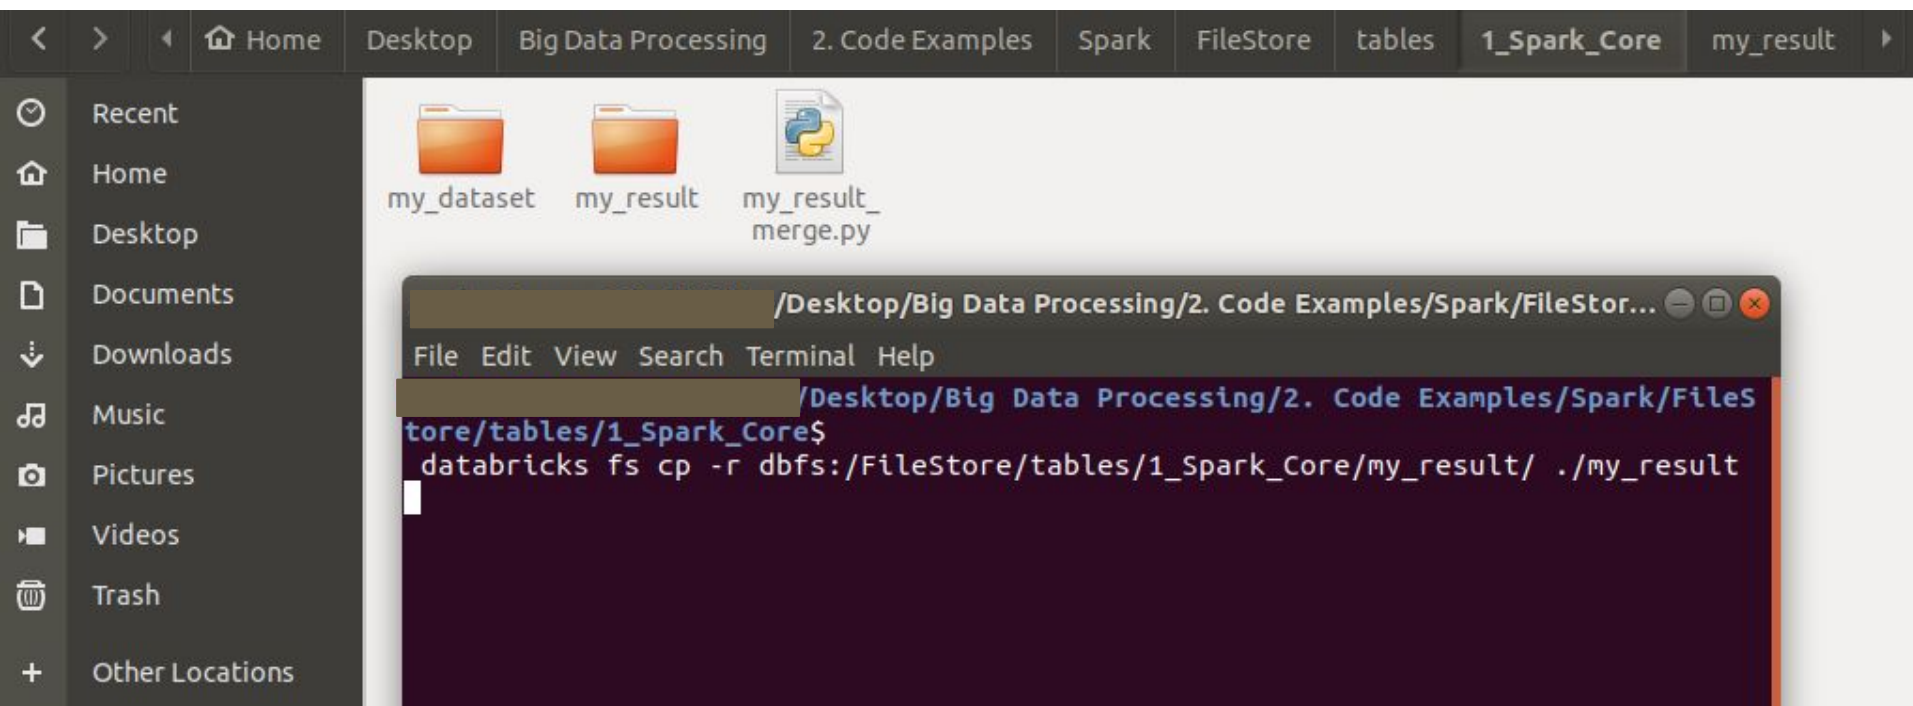 Home Desktop Big Data Processing 2. Code Examples Spark FileStore tables 1_Spark_Core my_result
Recent
Home
Desktop
Documents
Downloads
Music
Pictures
Videos
Trash
Other Locations
my_dataset
my_result
my_result_
merge.py
/Desktop/Big Data Processing/2. Code Examples/Spark/FileStor...
File Edit View Search Terminal Help
/Desktop/Big Data Processing/2. Code Examples/Spark/FileS
tore/tables/1_Spark_Core$
databricks fs cp -r dbfs:/FileStore/tables/1_Spark_Core/my_result/ ./my_result